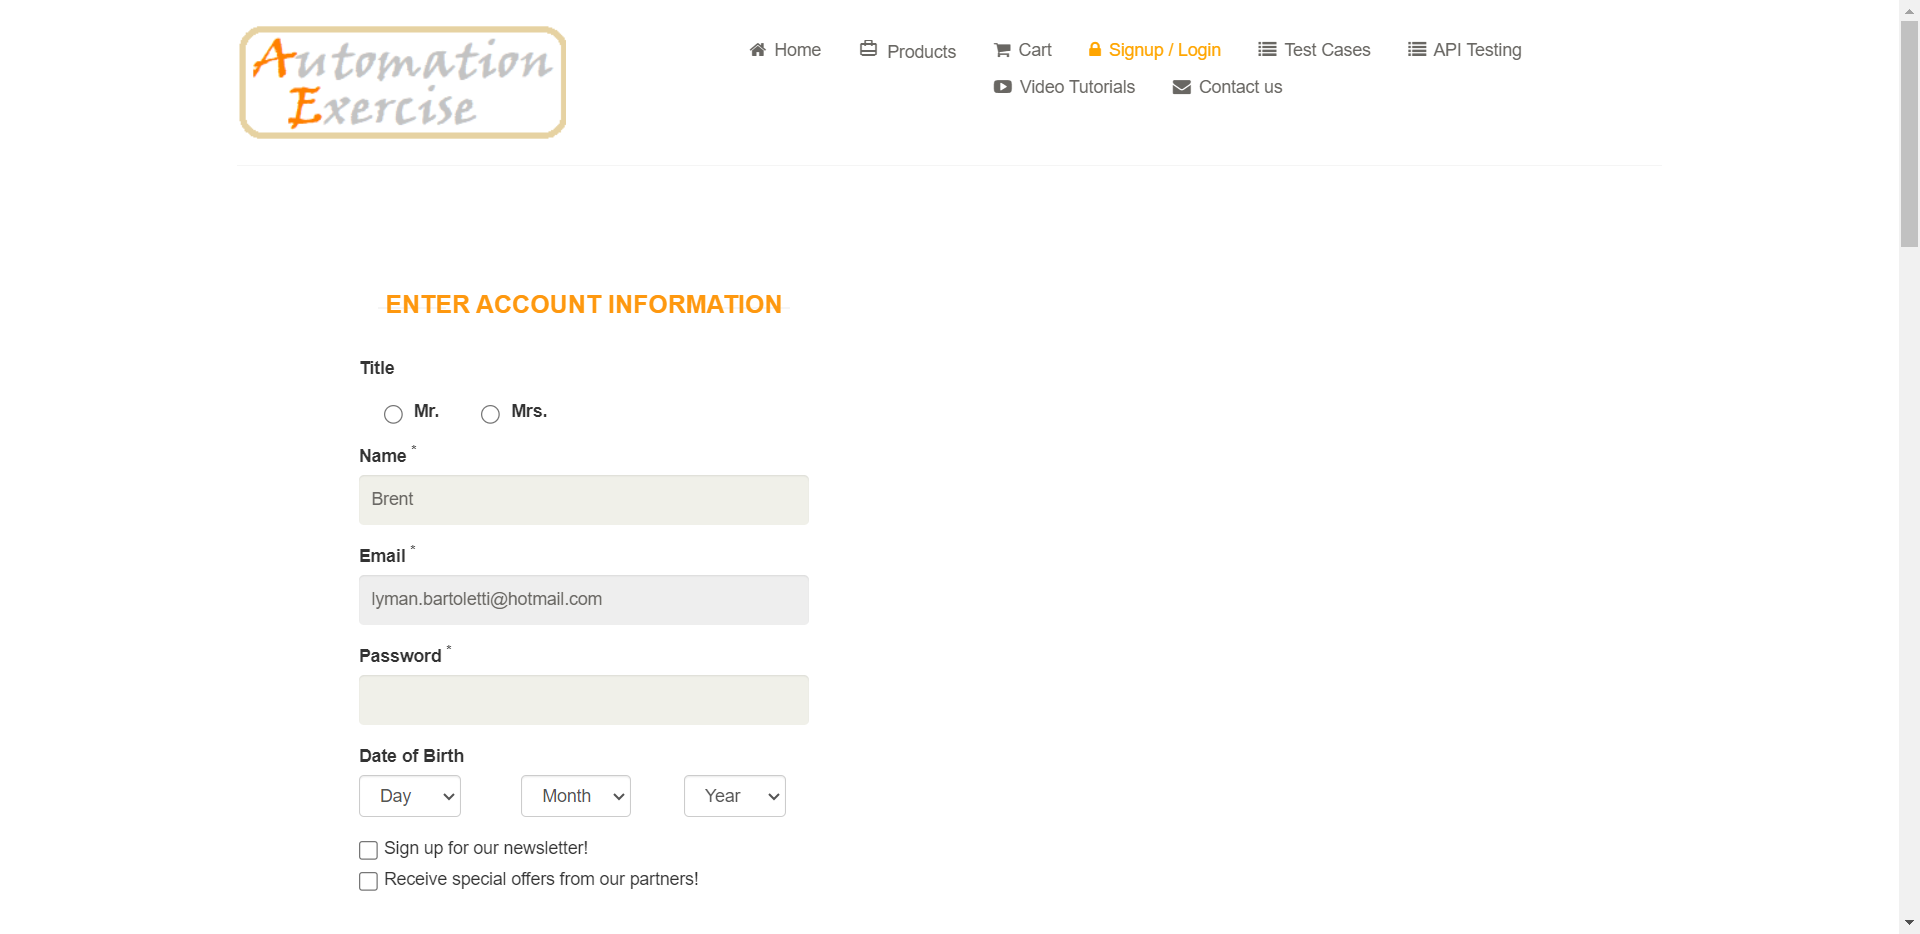 Automation
Exercise
Home
Products
Cart
Signup / Login
Test Cases
API Testing
Video Tutorials
Contact us
ENTER ACCOUNT INFORMATION
Title
Mr.
Mrs.
Name *
Brent
Email *
lyman.bartoletti@hotmail.com
Password *
Date of Birth
Day
Month
Year
Sign up for our newsletter!
Receive special offers from our partners!